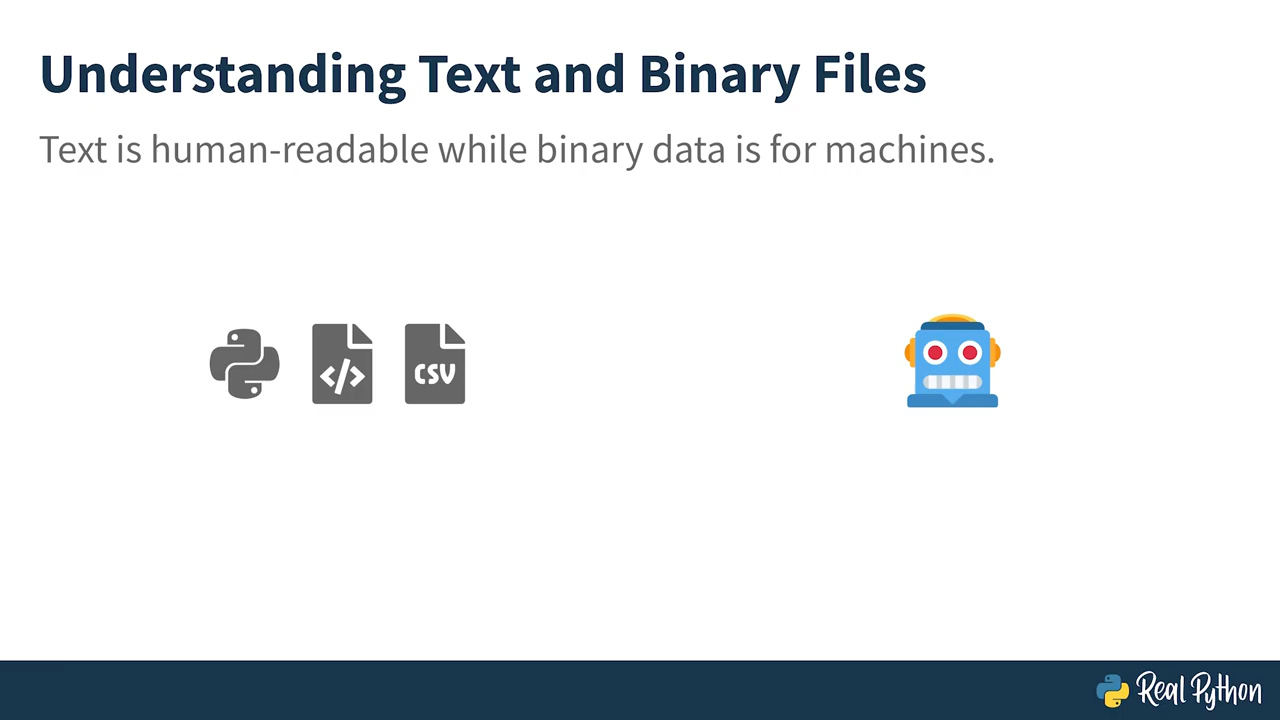 Understanding Text and Binary Files
Text is human-readable while binary data is for machines.
</>
CSV
Real Python